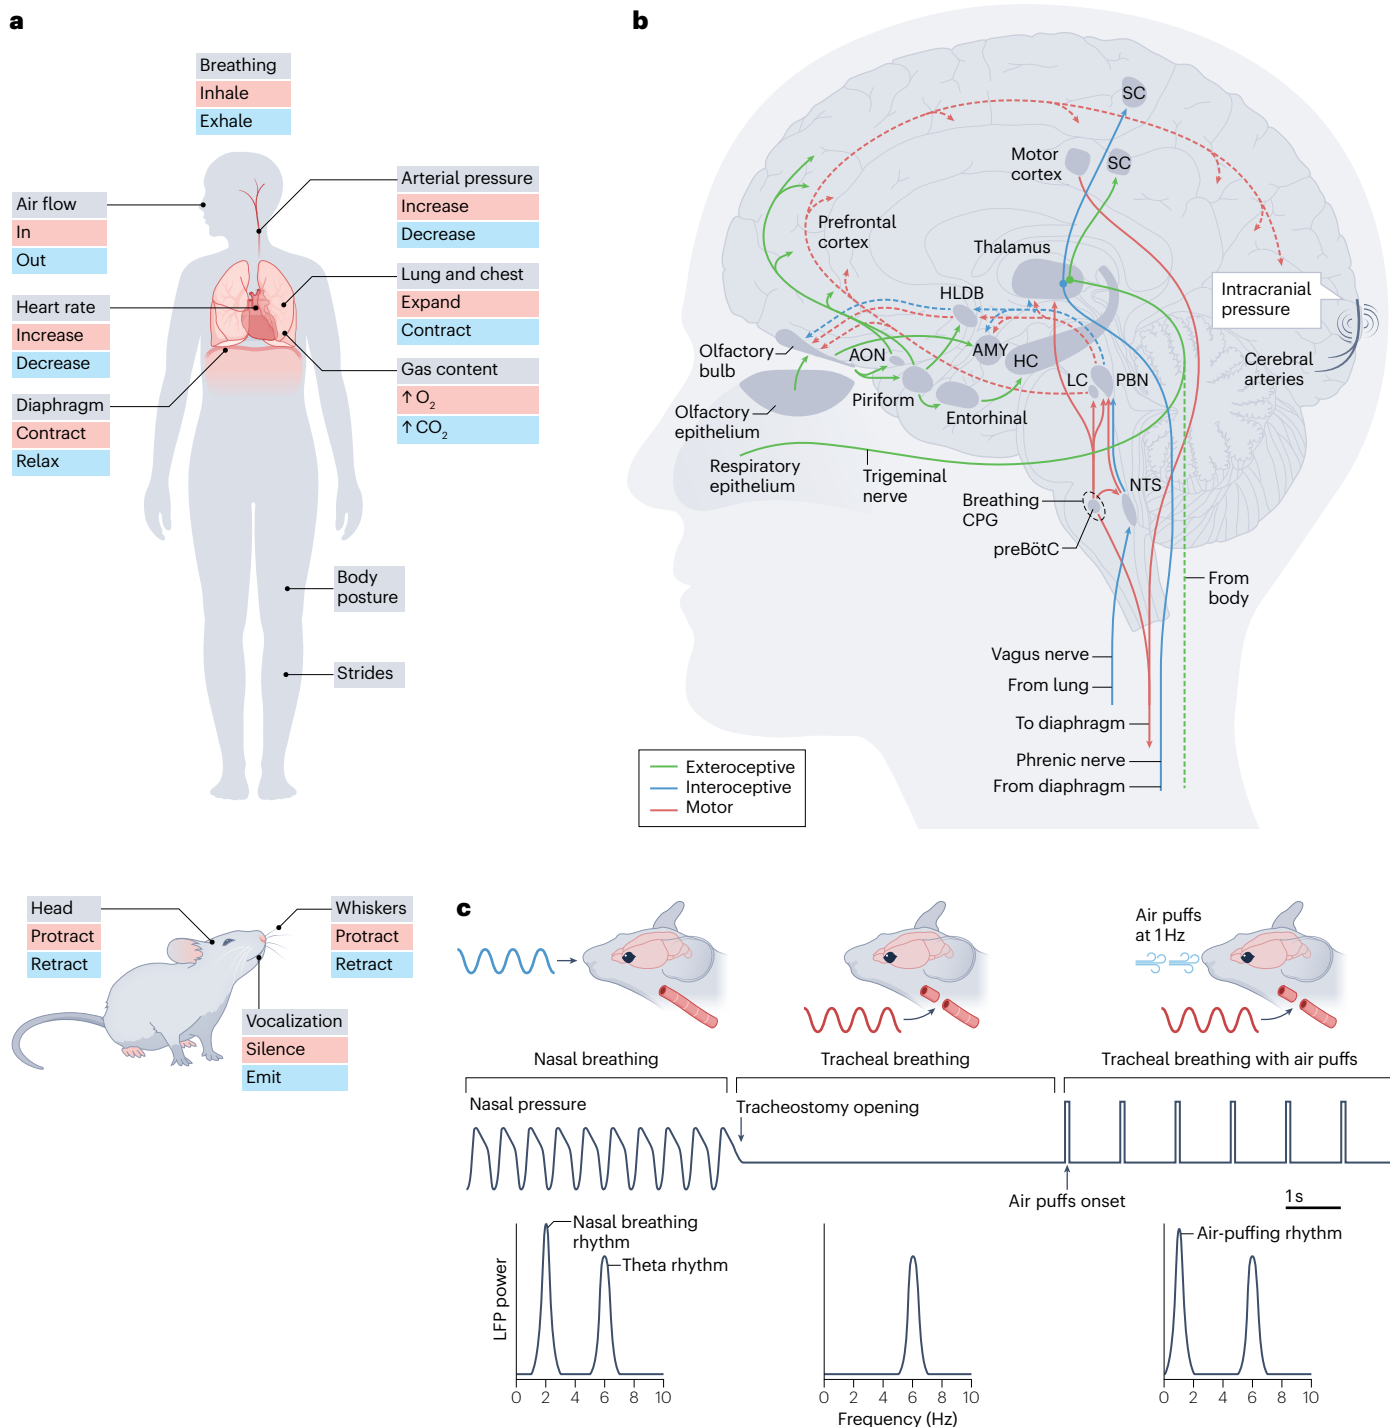 a
Breathing
Inhale
Exhale
Air flow
In
Out
Heart rate
Increase
Decrease
Diaphragm
Contract
Relax
Arterial pressure
Increase
Decrease
Lung and chest
Expand
Contract
Gas content
↑ O₂
↑ CO₂
Body
posture
Strides
Head
Protract
Retract
Whiskers
Protract
Retract
Vocalization
Silence
Emit
b
SC
Motor
cortex
SC
Prefrontal
cortex
Thalamus
HLDB
Intracranial
pressure
Olfactory
bulb
AON
AMY
HC
LC
PBN
Cerebral
arteries
Piriform
Olfactory
epithelium
Entorhinal
Respiratory
epithelium
Trigeminal
nerve
NTS
Breathing
CPG
preBötC
From
body
Vagus nerve
From lung
To diaphragm
Phrenic nerve
From diaphragm
Exteroceptive
Interoceptive
Motor
c
Air puffs
at 1 Hz
Nasal breathing
Tracheal breathing
Tracheal breathing with air puffs
Nasal pressure
Tracheostomy opening
Air puffs onset
1 s
Nasal breathing
rhythm
Theta rhythm
Air-puffing rhythm
LFP power
0 2 4 6 8 10
0 2 4 6 8 10
0 2 4 6 8 10
Frequency (Hz)